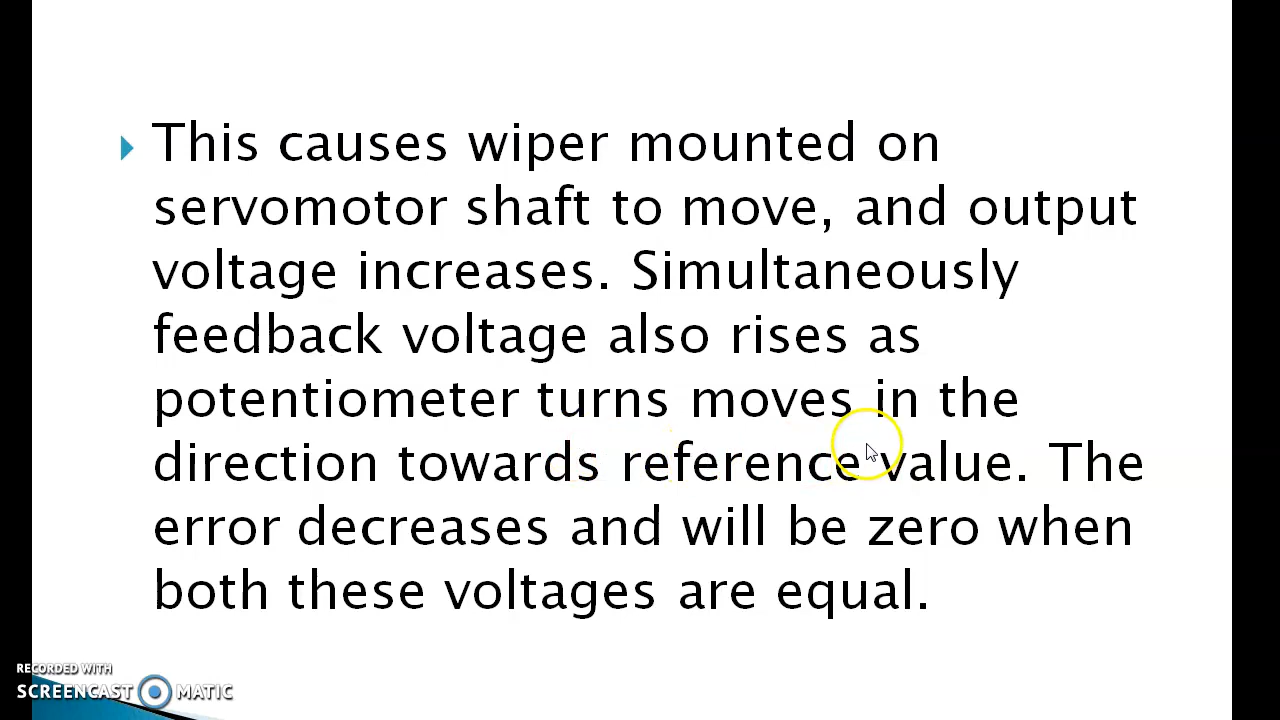 This causes wiper mounted on
servomotor shaft to move, and output
voltage increases. Simultaneously
feedback voltage also rises as
potentiometer turns moves in the
direction towards reference value. The
error decreases and will be zero when
both these voltages are equal.
RECORDED WITH
SCREENCAST MATIC